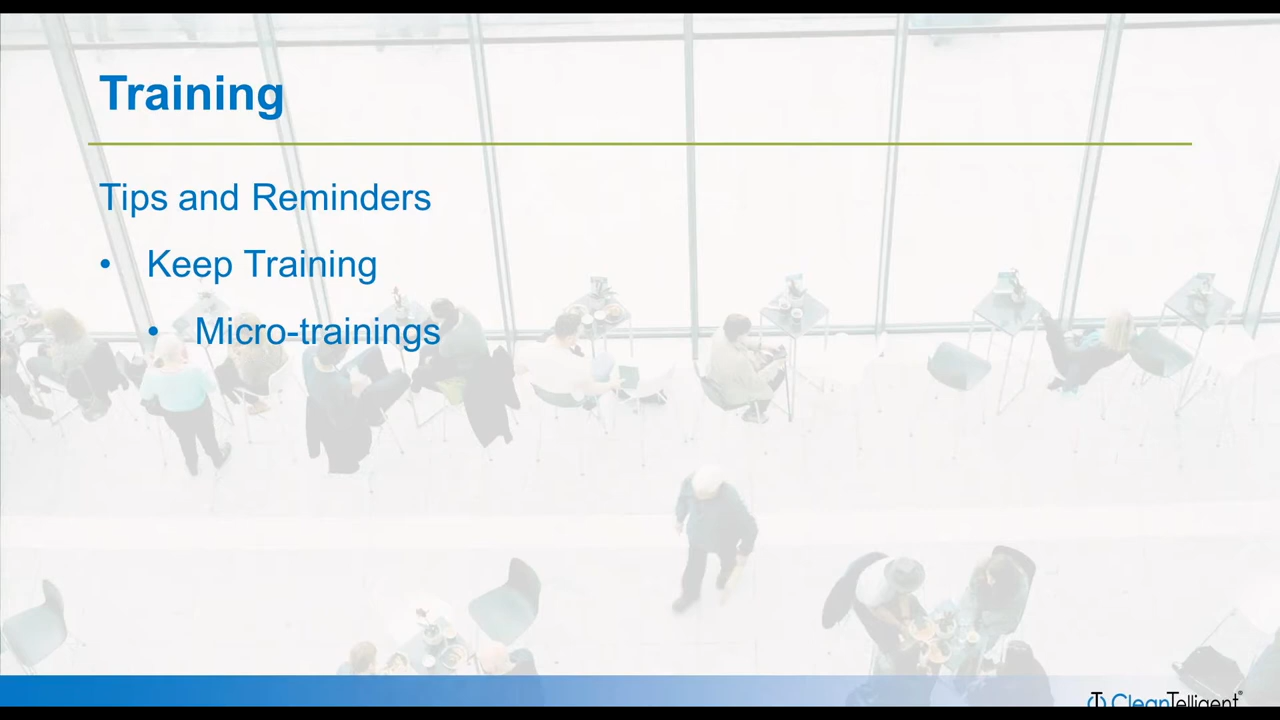 Training
Tips and Reminders
• Keep Training
• Micro-trainings
CleanTelligent®